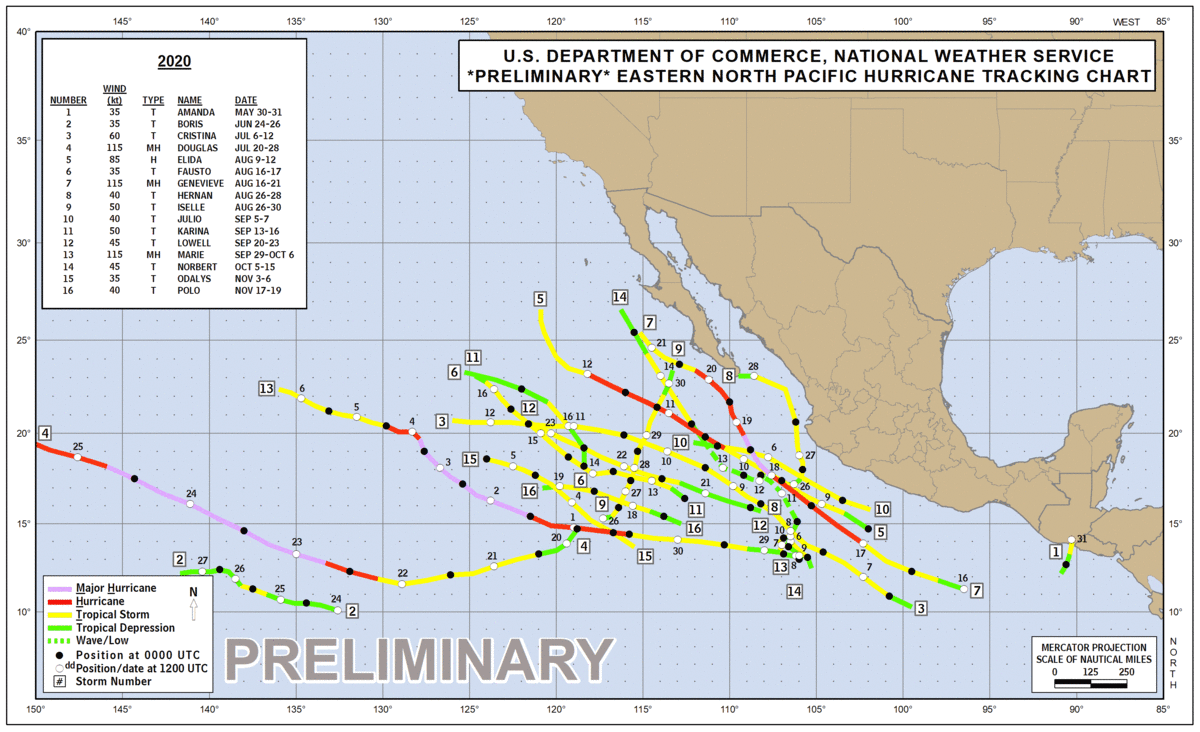 145° 140° 135° 130° 125° 120° 115° 110° 105° 100° 95° 90° WEST 85°
40°
U.S. DEPARTMENT OF COMMERCE, NATIONAL WEATHER SERVICE
*PRELIMINARY* EASTERN NORTH PACIFIC HURRICANE TRACKING CHART
2020
WIND
NUMBER (kt) TYPE NAME DATE
1 35 T AMANDA MAY 30-31
2 35 T BORIS JUN 24-26
3 60 T CRISTINA JUL 6-12
4 115 MH DOUGLAS JUL 20-28
5 85 H ELIDA AUG 9-12
6 35 T FAUSTO AUG 16-17
7 115 MH GENEVIEVE AUG 16-21
8 40 T HERNAN AUG 26-28
9 50 T ISELLE AUG 26-30
10 40 T JULIO SEP 5-7
11 50 T KARINA SEP 13-16
12 45 T LOWELL SEP 20-23
13 115 MH MARIE SEP 29-OCT 6
14 45 T NORBERT OCT 5-15
15 35 T ODALYS NOV 3-6
16 40 T POLO NOV 17-19
35° 35°
30° 30°
5 14
7
25° 25°
21
11 9
6 12 14 20 8 28
13 6 16 30
5 12 11
3 12 16 11 19
4 4 15 23 29 10 20° 20°
25 15 5 22 10 13 10 6 27
3 14 28 18
6
24 2 16 19 4 27 13 21 9 12 26
9 11 11 9 10
18 8
1 26 16 12 8 5 15° 15°
23 20 4 15 30 29 10 6 17 1 31
21 7 9
2 27 26 22 28 13 8 7 16 7
14
25 24 2 3
10° 10°
Major Hurricane
Hurricane
Tropical Storm
Tropical Depression
Wave/Low
Position at 0000 UTC
dd Position/date at 1200 UTC
# Storm Number
N
PRELIMINARY
MERCATOR PROJECTION
SCALE OF NAUTICAL MILES
0 125 250
N
O
R
T
H
150° 145° 140° 135° 130° 125° 120° 115° 110° 105° 100° 95° 90° 85°